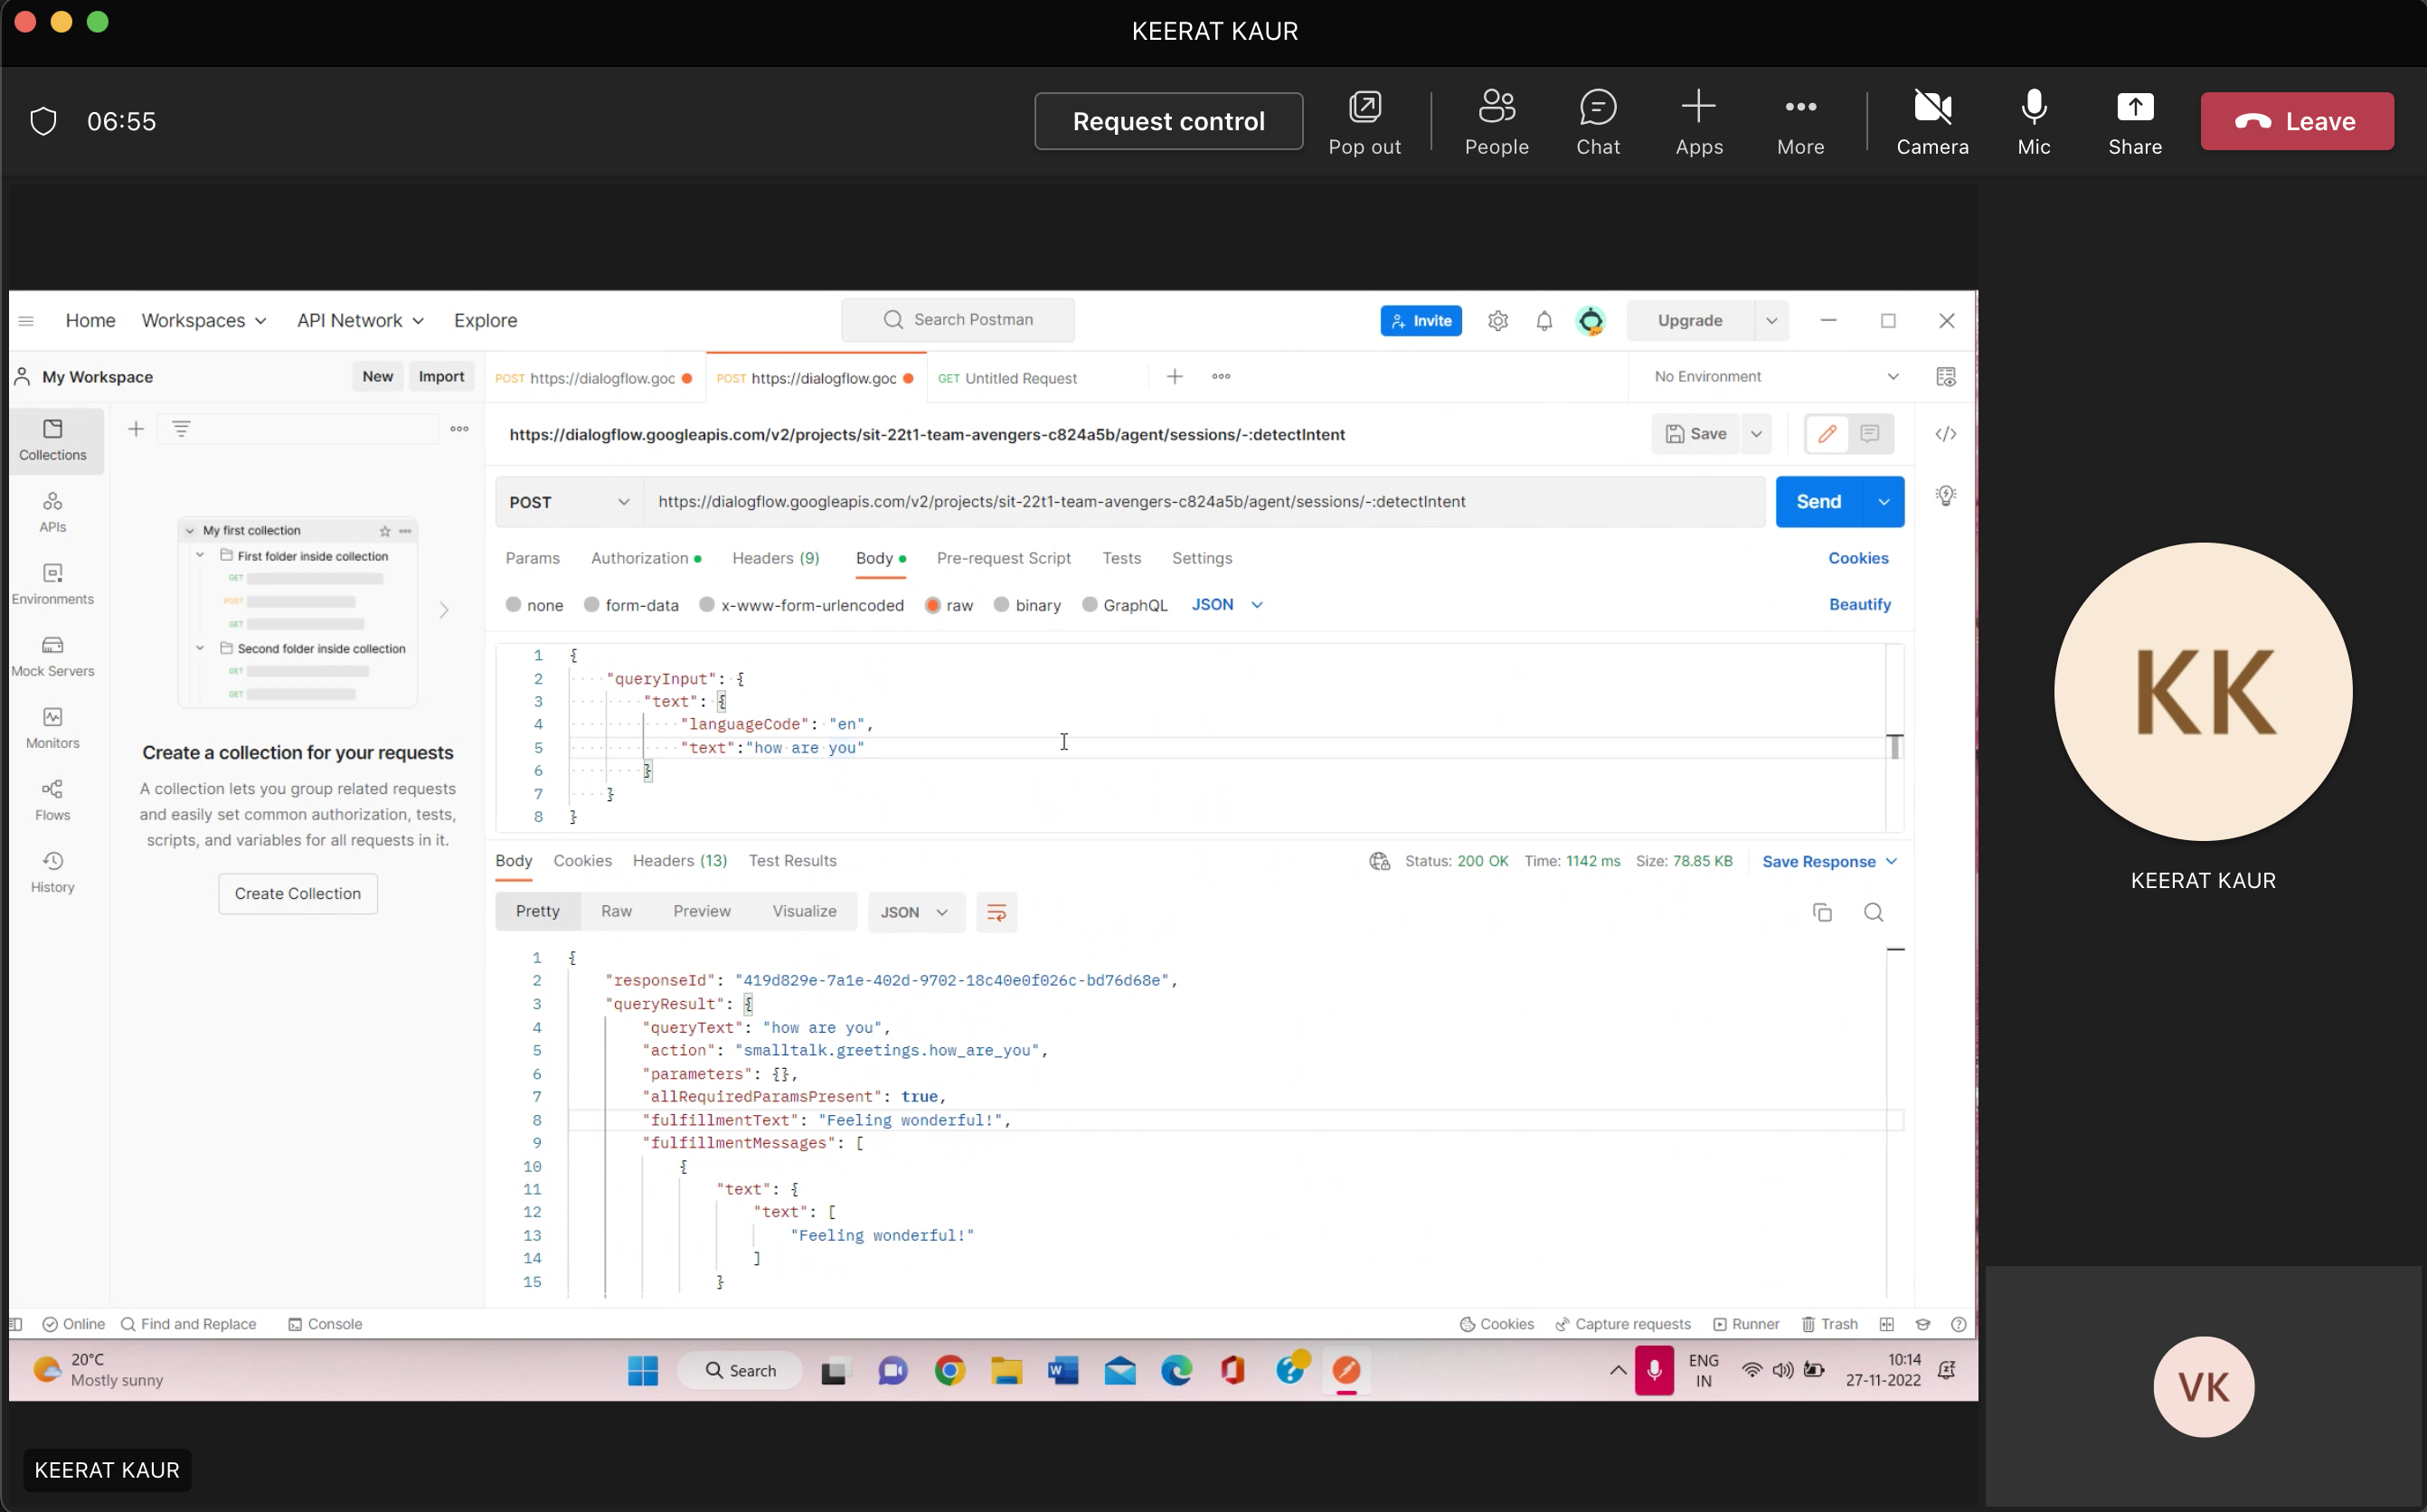 KEERAT KAUR
06:55
Request control
Pop out
People
Chat
Apps
More
Camera
Mic
Share
Leave
Home
Workspaces
API Network
Explore
Search Postman
Invite
Upgrade
My Workspace
New
Import
POST https://dialogflow.goc
POST https://dialogflow.goc
GET Untitled Request
No Environment
Collections
APIs
Environments
Mock Servers
Monitors
Flows
History
My first collection
First folder inside collection
GET
POST
GET
Second folder inside collection
GET
GET
Create a collection for your requests
A collection lets you group related requests
and easily set common authorization, tests,
scripts, and variables for all requests in it.
Create Collection
https://dialogflow.googleapis.com/v2/projects/sit-22t1-team-avengers-c824a5b/agent/sessions/-:detectIntent
Save
POST
https://dialogflow.googleapis.com/v2/projects/sit-22t1-team-avengers-c824a5b/agent/sessions/-:detectIntent
Send
Params
Authorization
Headers (9)
Body
Pre-request Script
Tests
Settings
Cookies
none
form-data
x-www-form-urlencoded
raw
binary
GraphQL
JSON
Beautify
1 {
2 "queryInput": {
3 "text": {
4 "languageCode": "en",
5 "text":"how are you"
6 }
7 }
8 }
Body
Cookies
Headers (13)
Test Results
Status: 200 OK
Time: 1142 ms
Size: 78.85 KB
Save Response
Pretty
Raw
Preview
Visualize
JSON
1 {
2 "responseId": "419d829e-7a1e-402d-9702-18c40e0f026c-bd76d68e",
3 "queryResult": {
4 "queryText": "how are you",
5 "action": "smalltalk.greetings.how_are_you",
6 "parameters": {},
7 "allRequiredParamsPresent": true,
8 "fulfillmentText": "Feeling wonderful!",
9 "fulfillmentMessages": [
10 {
11 "text": {
12 "text": [
13 "Feeling wonderful!"
14 ]
15 }
Online
Find and Replace
Console
Cookies
Capture requests
Runner
Trash
20°C
Mostly sunny
Search
ENG
IN
10:14
27-11-2022
KK
KEERAT KAUR
VK
KEERAT KAUR